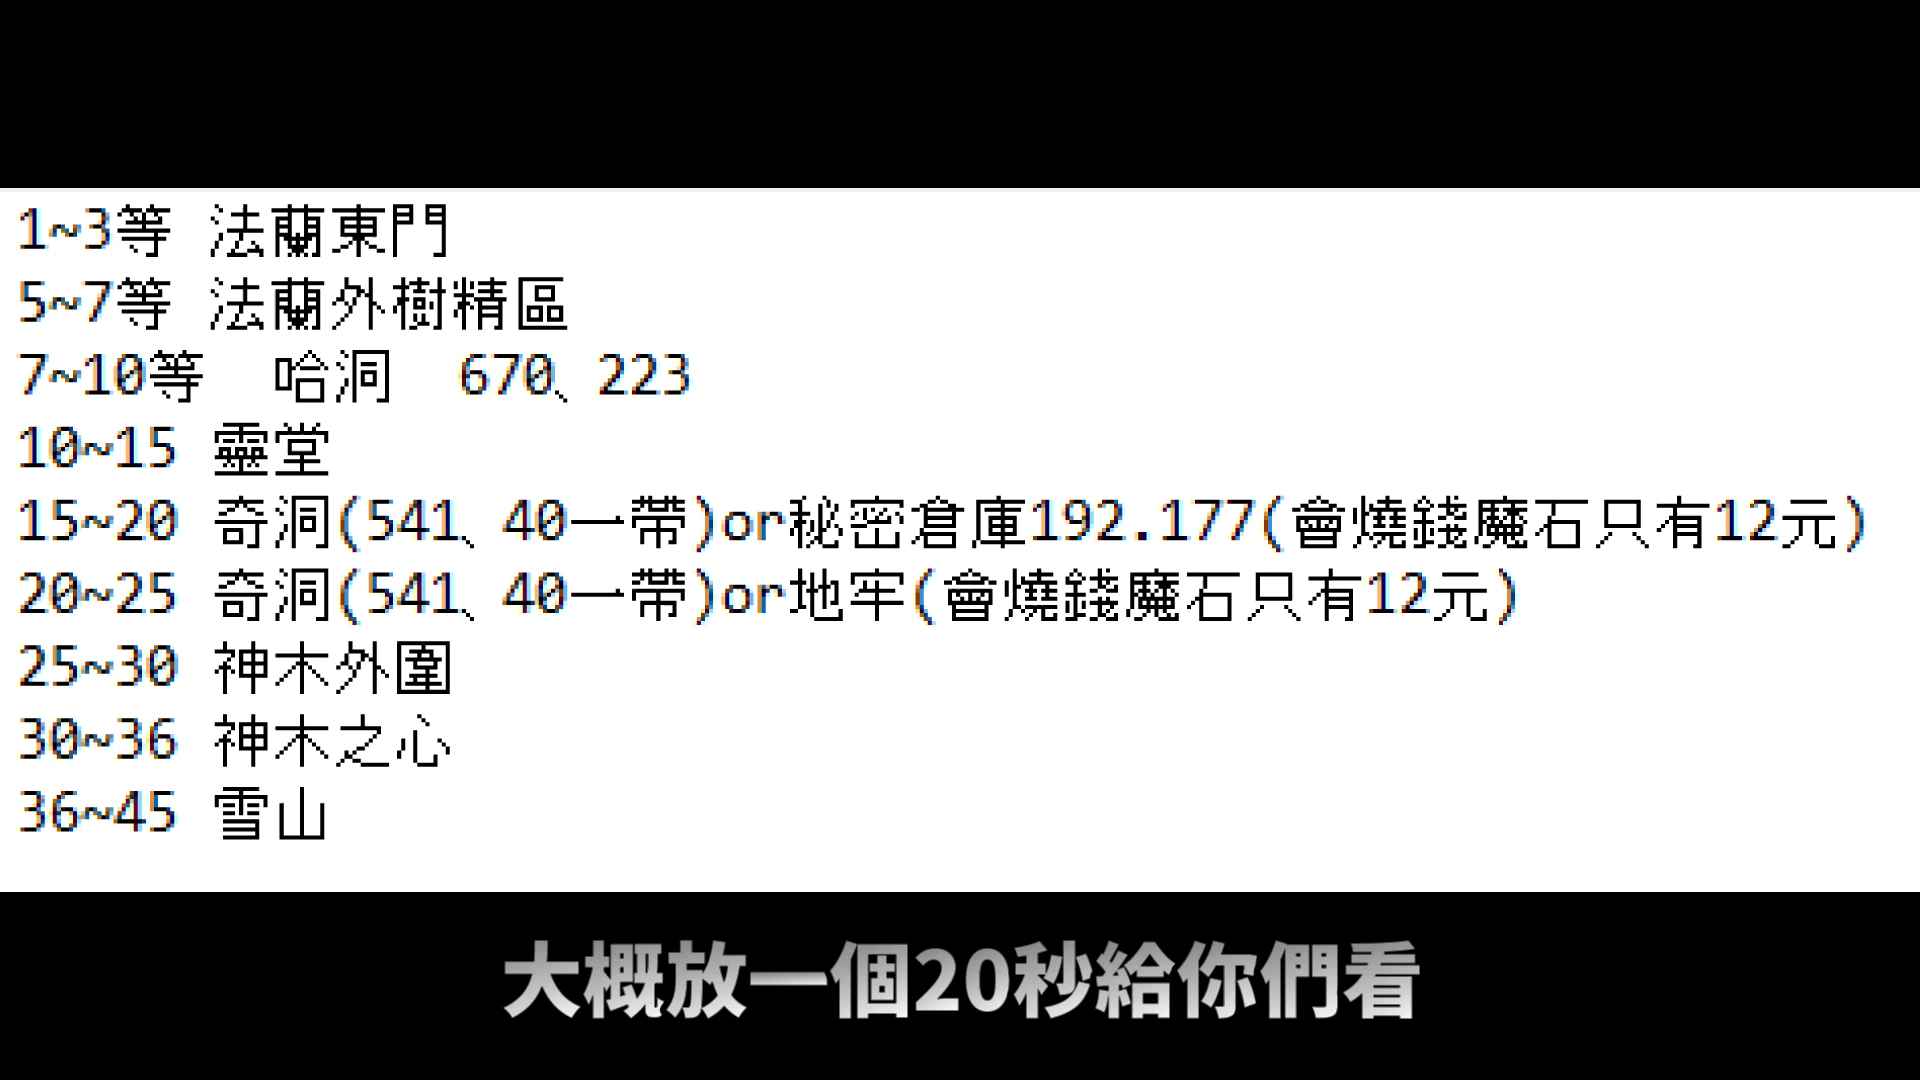 1~3等 法蘭東門
5~7等 法蘭外樹精區
7~10等 哈洞 670、223
10~15 靈堂
15~20 奇洞(541、40一帶)or秘密倉庫192.177(會燒錢魔石只有12元)
20~25 奇洞(541、40一帶)or地牢(會燒錢魔石只有12元)
25~30 神木外圍
30~36 神木之心
36~45 雪山
大概放一個20秒給你們看